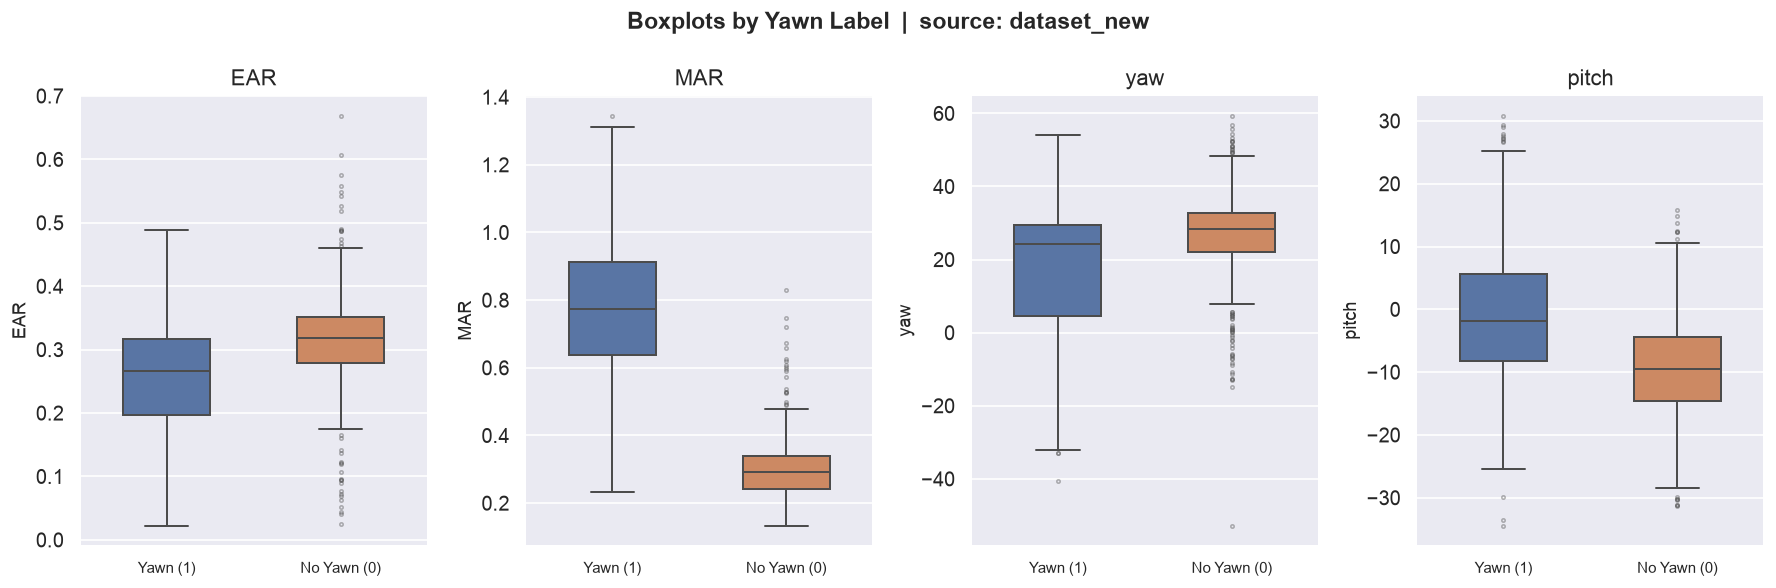 Boxplots by Yawn Label | source: dataset_new
EAR
MAR
yaw
pitch
0.7
0.6
0.5
0.4
0.3
0.2
0.1
0.0
EAR
Yawn (1)
No Yawn (0)
1.4
1.2
1.0
0.8
0.6
0.4
0.2
MAR
Yawn (1)
No Yawn (0)
60
40
20
0
−20
−40
yaw
Yawn (1)
No Yawn (0)
30
20
10
0
−10
−20
−30
pitch
Yawn (1)
No Yawn (0)